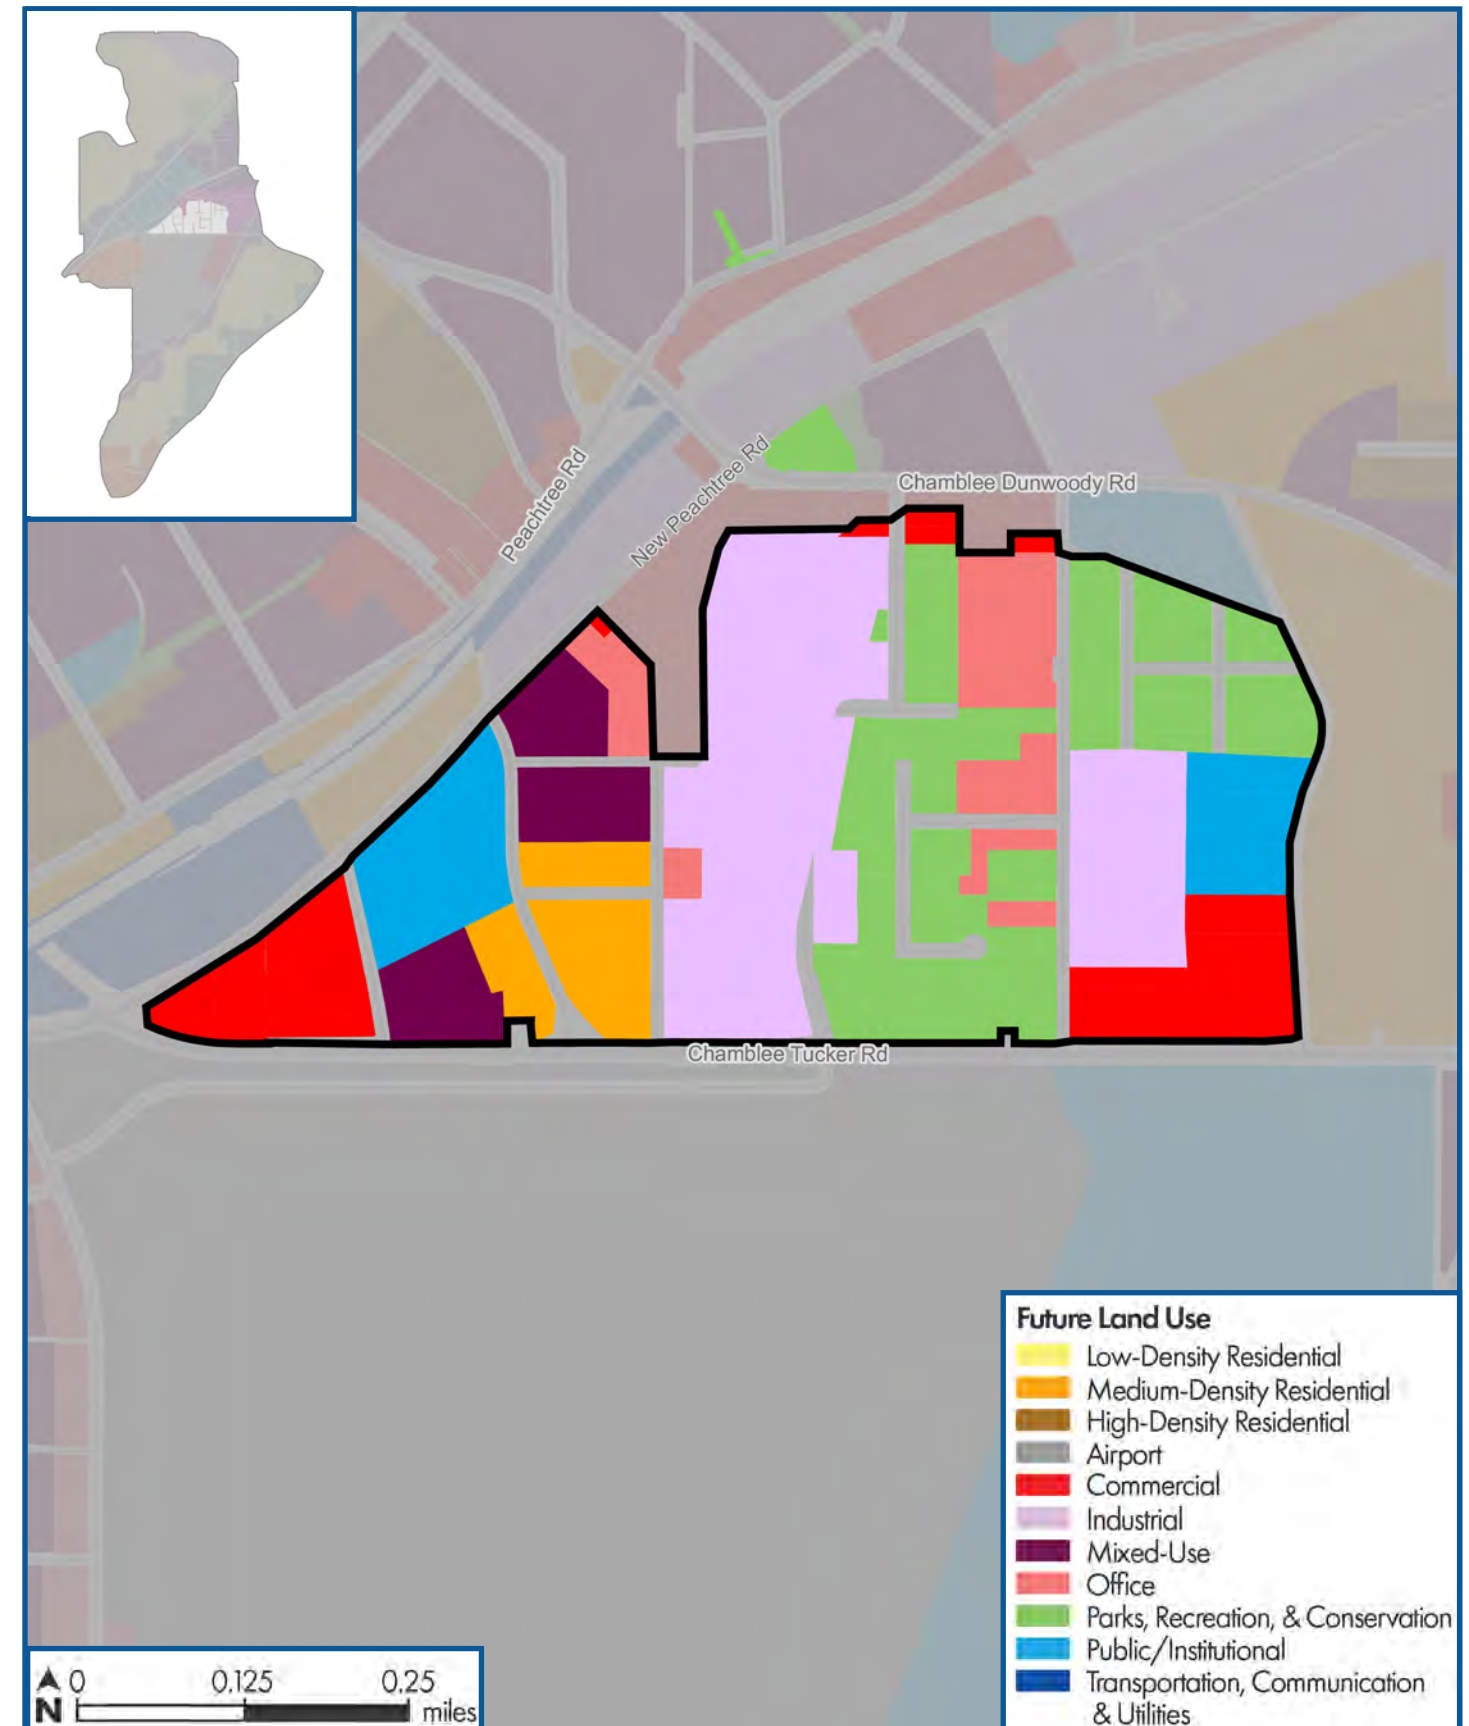 Chamblee Dunwoody Rd
Peachtree Rd
New Peachtree Rd
Chamblee Tucker Rd
Future Land Use
Low-Density Residential
Medium-Density Residential
High-Density Residential
Airport
Commercial
Industrial
Mixed-Use
Office
Parks, Recreation, & Conservation
Public/Institutional
Transportation, Communication
& Utilities
0 0.125 0.25
N miles